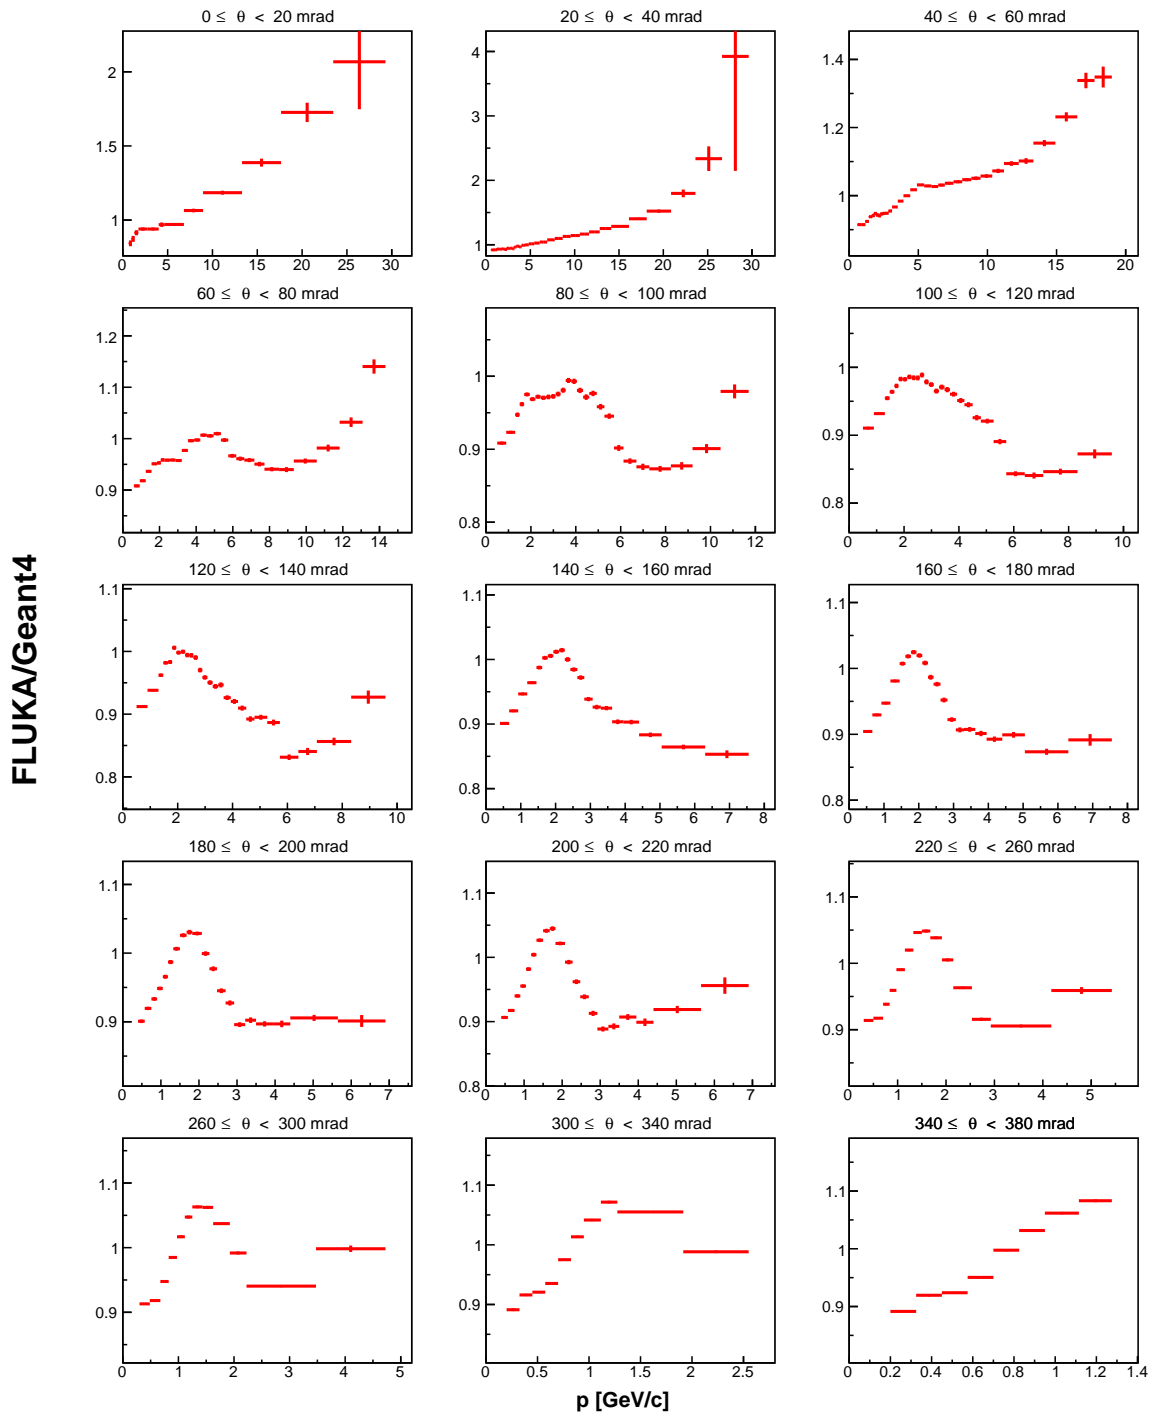 0 ≤ θ < 20 mrad
20 ≤ θ < 40 mrad
40 ≤ θ < 60 mrad
2
1.5
1
0 5 10 15 20 25 30
4
3
2
1
0 5 10 15 20 25 30
1.4
1.2
1
0 5 10 15 20
60 ≤ θ < 80 mrad
80 ≤ θ < 100 mrad
100 ≤ θ < 120 mrad
1.2
1.1
1
0.9
0 2 4 6 8 10 12 14
1
0.9
0.8
0 2 4 6 8 10 12
1
0.9
0.8
0 2 4 6 8 10
FLUKA/Geant4
120 ≤ θ < 140 mrad
140 ≤ θ < 160 mrad
160 ≤ θ < 180 mrad
1.1
1
0.9
0.8
0 2 4 6 8 10
1.1
1
0.9
0.8
0 1 2 3 4 5 6 7 8
1.1
1
0.9
0.8
0 1 2 3 4 5 6 7 8
180 ≤ θ < 200 mrad
200 ≤ θ < 220 mrad
220 ≤ θ < 260 mrad
1.1
1
0.9
0 1 2 3 4 5 6 7
1.1
1
0.9
0.8
0 1 2 3 4 5 6 7
1.1
1
0.9
0 1 2 3 4 5
260 ≤ θ < 300 mrad
300 ≤ θ < 340 mrad
340 ≤ θ < 380 mrad
1.1
1
0.9
0 1 2 3 4 5
1.1
1
0.9
0 0.5 1 1.5 2 2.5
1.1
1
0.9
0 0.2 0.4 0.6 0.8 1 1.2 1.4
p [GeV/c]